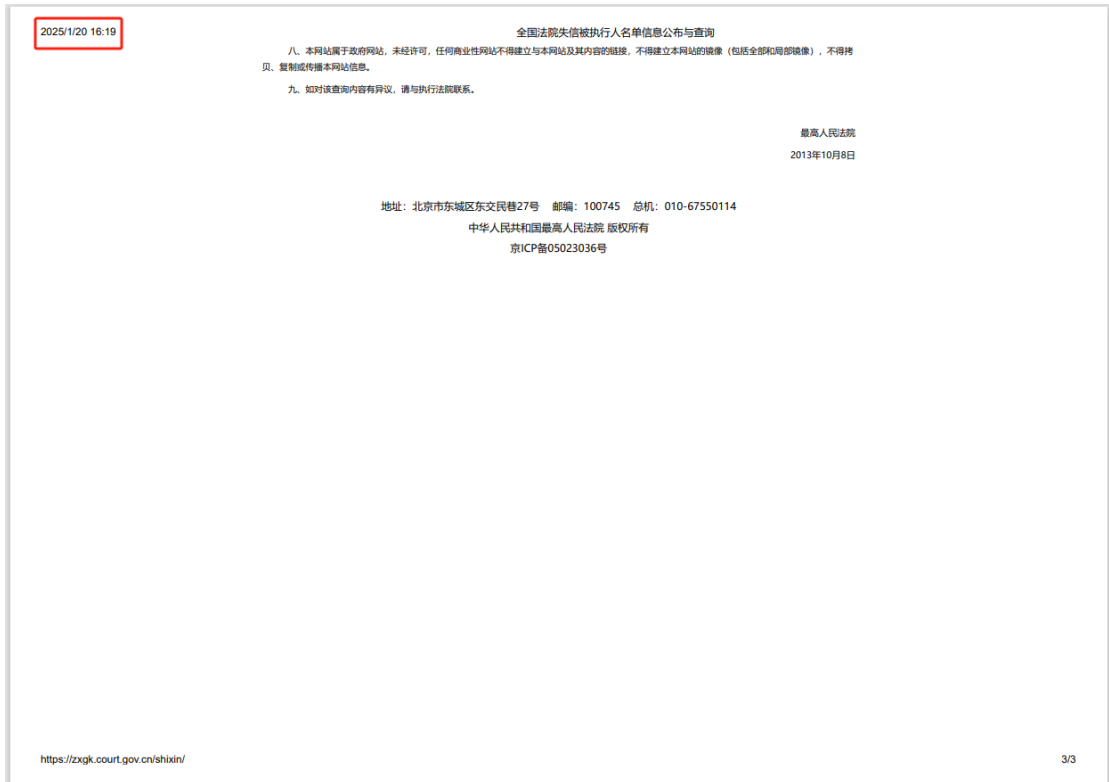 2025/1/20 16:19
全国法院失信被执行人名单信息公布与查询
八、本网站属于政府网站，未经许可，任何商业性网站不得建立与本网站及其内容的链接，不得建立本网站的镜像（包括全部和局部镜像），不得拷
贝、复制或传播本网站信息。
九、如对该查询内容有异议，请与执行法院联系。
最高人民法院
2013年10月8日
地址：北京市东城区东交民巷27号 邮编：100745 总机：010-67550114
中华人民共和国最高人民法院 版权所有
京ICP备05023036号
https://zxgk.court.gov.cn/shixin/
3/3